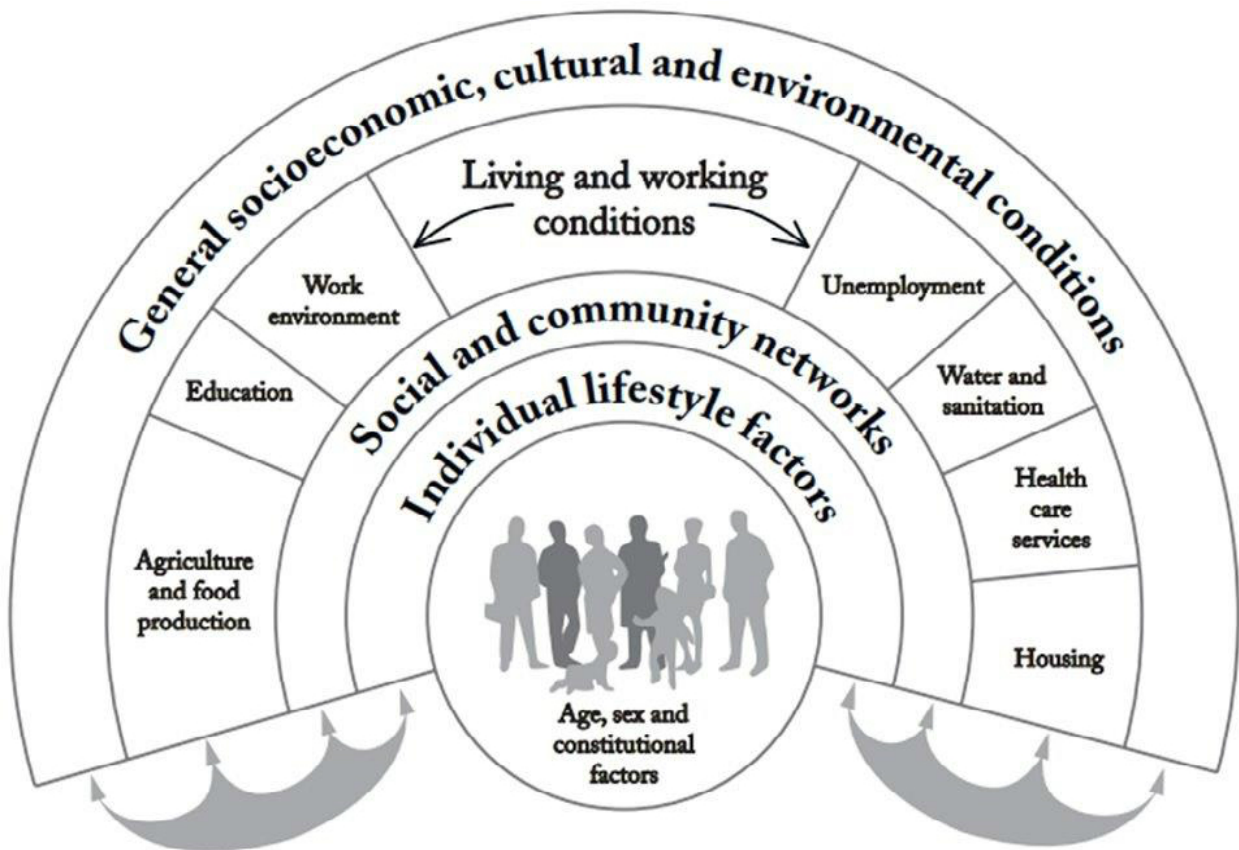 General socioeconomic, cultural and environmental conditions
Living and working
conditions
Work
environment
Unemployment
Education
Water and
sanitation
Agriculture
and food
production
Health
care
services
Housing
Social and community networks
Individual lifestyle factors
Age, sex and
constitutional
factors